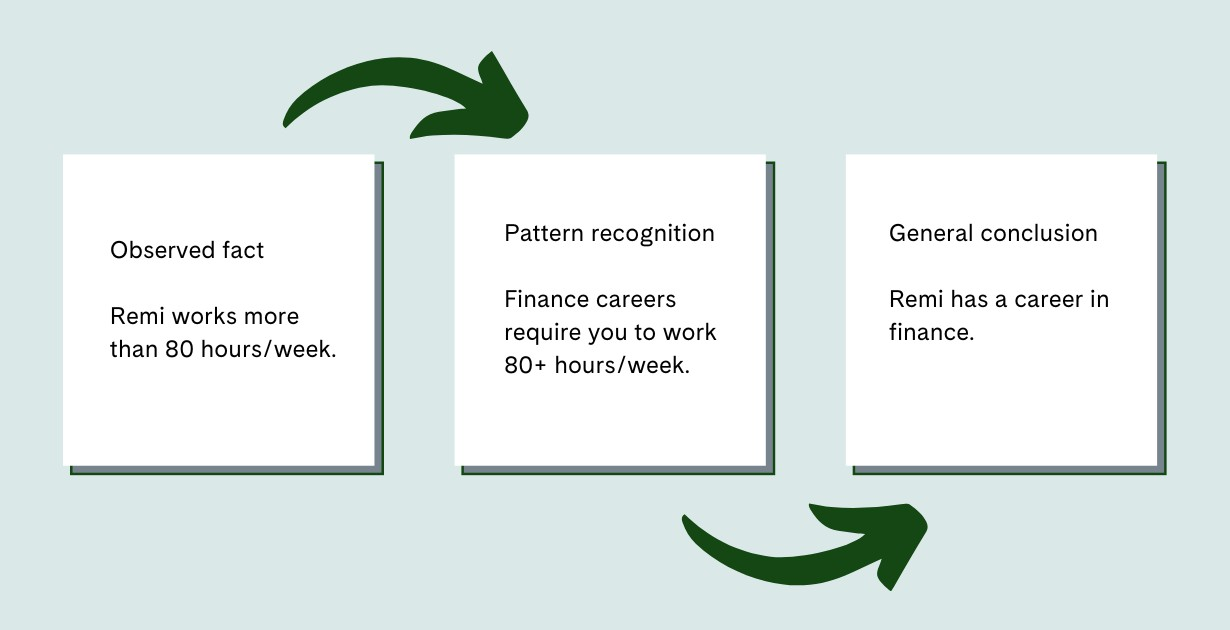 Observed fact
Remi works more
than 80 hours/week.
Pattern recognition
Finance careers
require you to work
80+ hours/week.
General conclusion
Remi has a career in
finance.